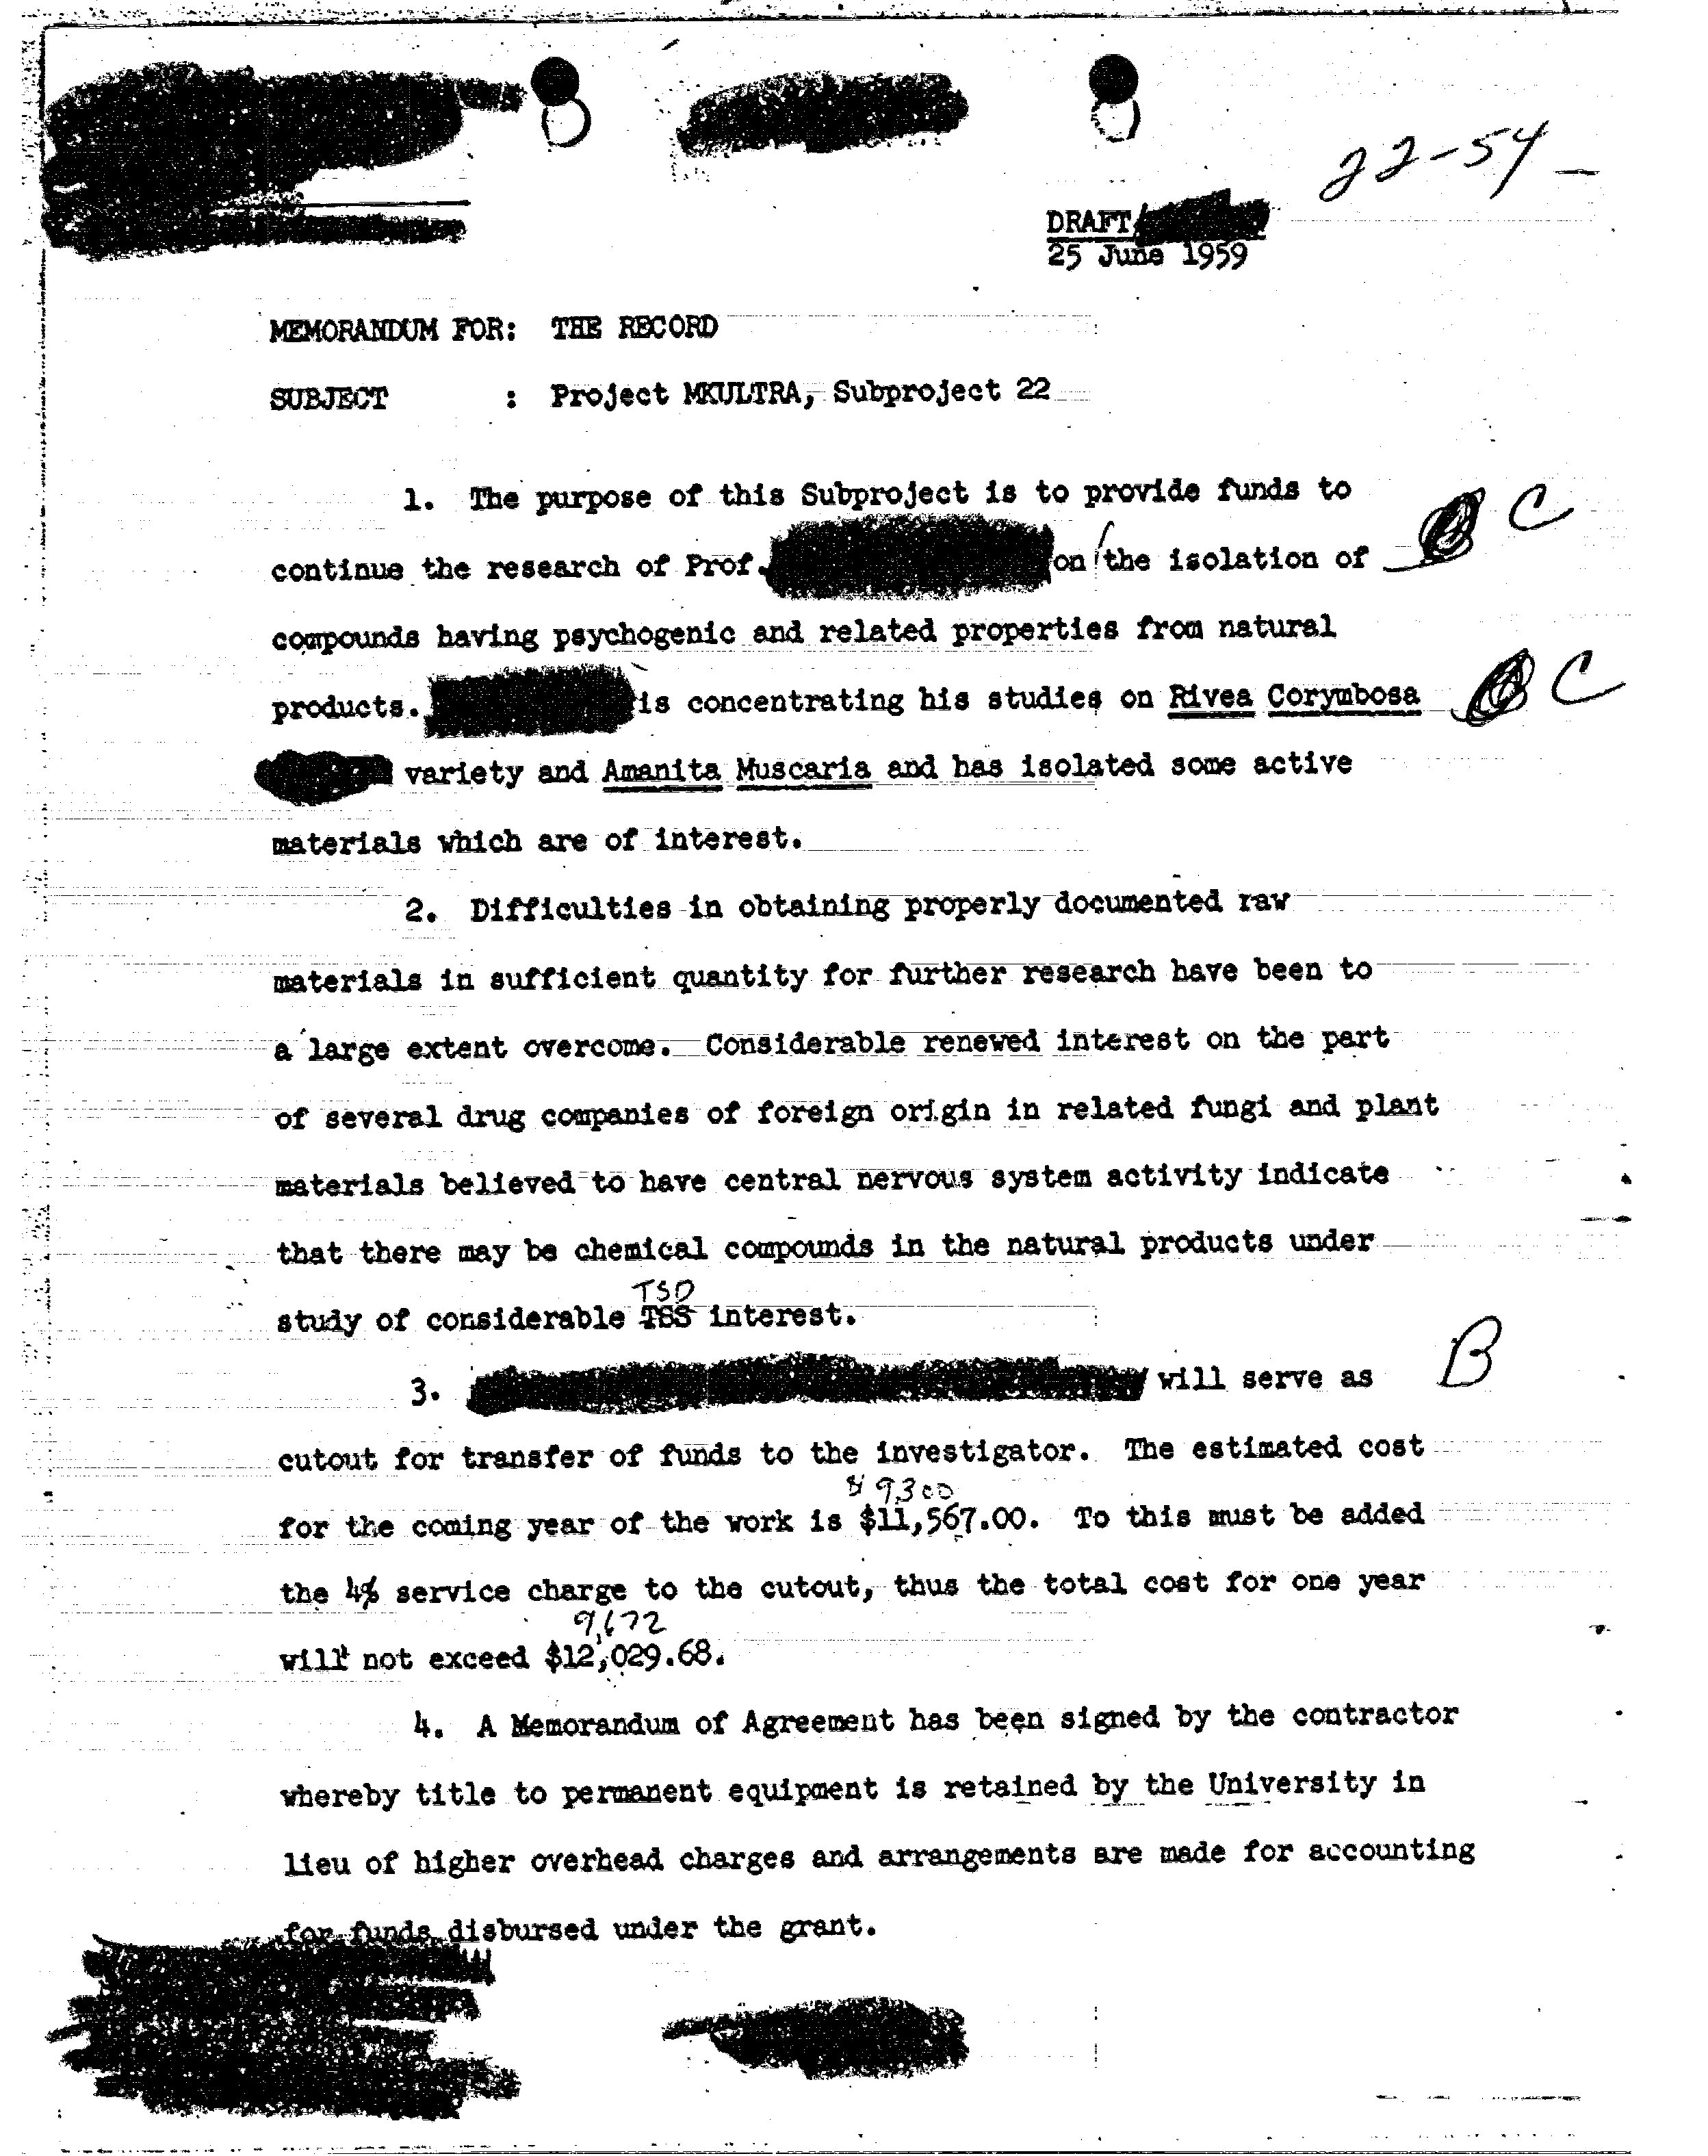 22-54
DRAFT/
25 June 1959
MEMORANDUM FOR: THE RECORD
SUBJECT : Project MKULTRA, Subproject 22
1. The purpose of this Subproject is to provide funds to
continue the research of Prof. on the isolation of C
compounds having psychogenic and related properties from natural
products. is concentrating his studies on Rivea Corymbosa C
variety and Amanita Muscaria and has isolated some active
materials which are of interest.
2. Difficulties in obtaining properly documented raw
materials in sufficient quantity for further research have been to
a large extent overcome. Considerable renewed interest on the part
of several drug companies of foreign origin in related fungi and plant
materials believed to have central nervous system activity indicate
that there may be chemical compounds in the natural products under
TSD
study of considerable TSS interest.
3. will serve as B
cutout for transfer of funds to the investigator. The estimated cost
$ 9300
for the coming year of the work is $11,567.00. To this must be added
the 4% service charge to the cutout, thus the total cost for one year
9,672
will not exceed $12,029.68.
4. A Memorandum of Agreement has been signed by the contractor
whereby title to permanent equipment is retained by the University in
lieu of higher overhead charges and arrangements are made for accounting
for funds disbursed under the grant.